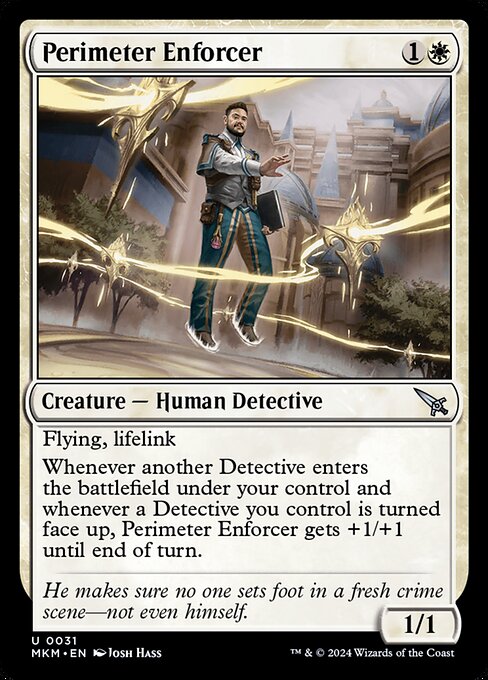 Perimeter Enforcer 1
Creature — Human Detective
Flying, lifelink
Whenever another Detective enters
the battlefield under your control and
whenever a Detective you control is turned
face up, Perimeter Enforcer gets +1/+1
until end of turn.
He makes sure no one sets foot in a fresh crime
scene—not even himself.
1/1
U 0031
MKM • EN Josh Hass
™ & © 2024 Wizards of the Coast